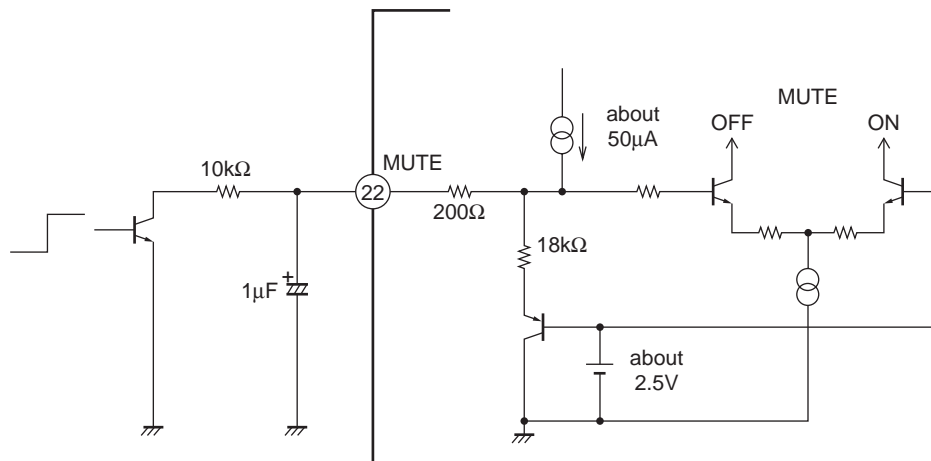 10kΩ
1μF
+
MUTE
22
200Ω
18kΩ
about
50μA
MUTE
OFF
ON
about
2.5V